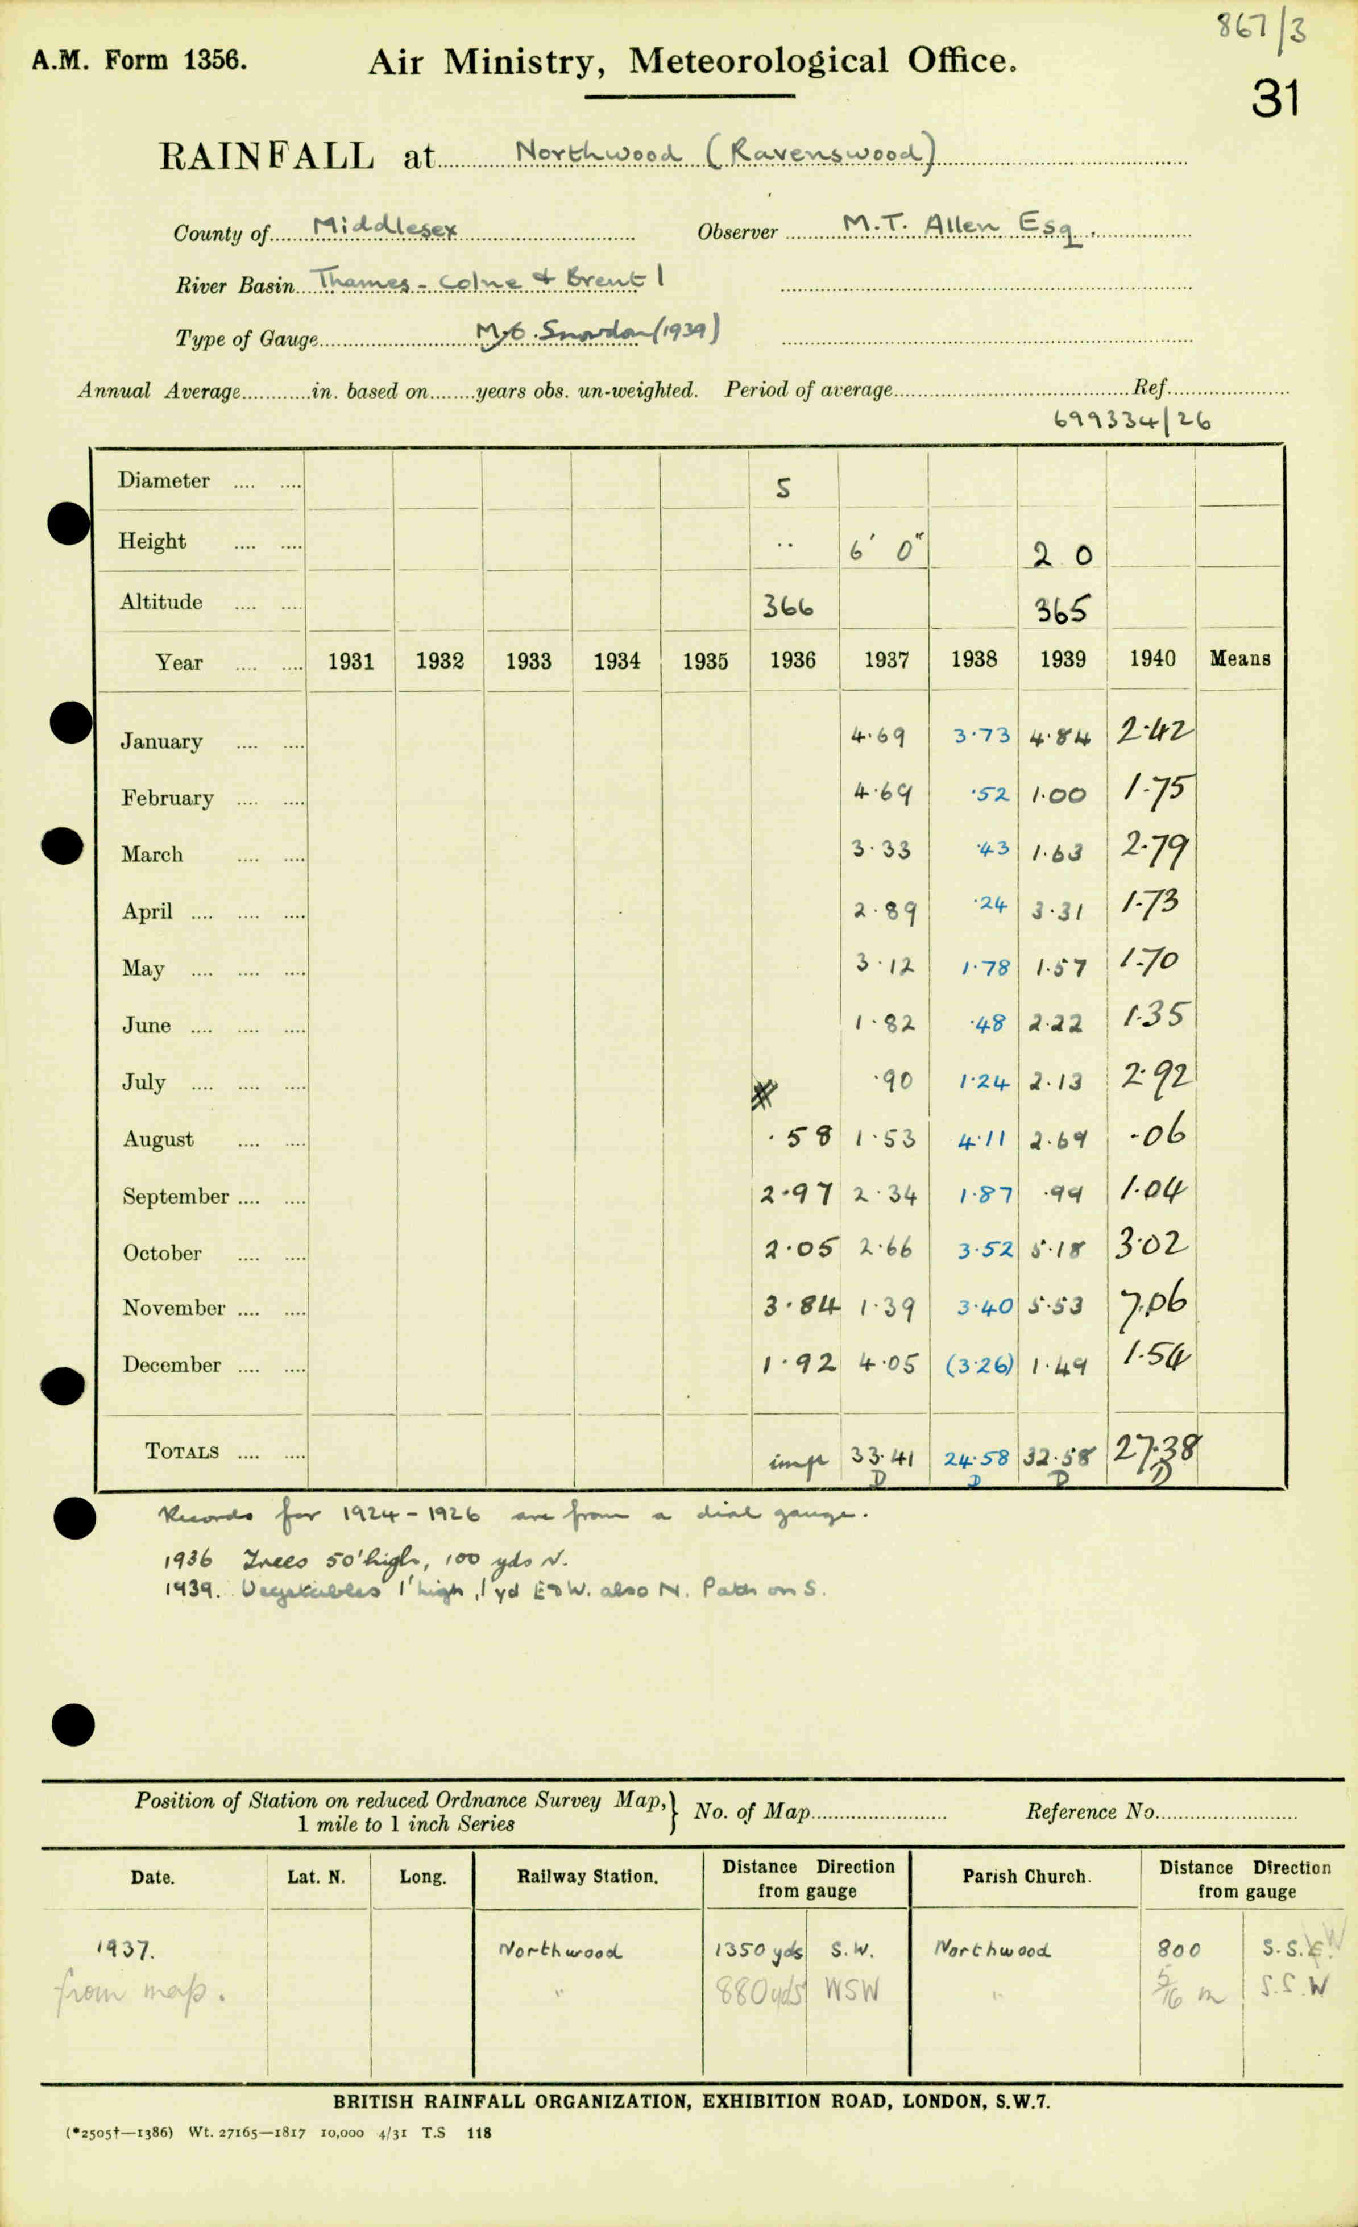 867/3
A.M. Form 1356. Air Ministry, Meteorological Office.
31
RAINFALL at Northwood (Ravenswood)
County of Middlesex Observer M.T. Allen Esq.
River Basin Thames - Colne & Brent 1
Type of Gauge M.O. Snowdon (1939)
Annual Average in. based on years obs. un-weighted. Period of average Ref.
699334/26
Diameter .... .... 5
Height .... .... .. 6' 0" 2 0
Altitude .... .... 366 365
Year .... .... 1931 1932 1933 1934 1935 1936 1937 1938 1939 1940 Means
January .... .... 4.69 3.73 4.84 2.42
February .... .... 4.69 .52 1.00 1.75
March .... .... 3.33 .43 1.63 2.79
April .... .... .... 2.89 .24 3.31 1.73
May .... .... .... 3.12 1.78 1.57 1.70
June .... .... .... 1.82 .48 2.22 1.35
July .... .... .... .90 1.24 2.13 2.92
August .... .... .58 1.53 4.11 2.69 .06
September .... .... 2.97 2.34 1.87 .99 1.04
October .... .... 2.05 2.66 3.52 5.18 3.02
November .... .... 3.84 1.39 3.40 5.53 7.06
December .... .... 1.92 4.05 (3.26) 1.49 1.54
TOTALS .... .... imp 33.41 24.58 32.58 27.38
D D D D
Records for 1924 - 1926 are from a dial gauge.
1936 Trees 50' high, 100 yds N.
1939. Vegetables 1' high, 1 yd E & W. also N. Path on S.
Position of Station on reduced Ordnance Survey Map, } No. of Map Reference No.
1 mile to 1 inch Series
Date. Lat. N. Long. Railway Station. Distance Direction from gauge Parish Church. Distance Direction from gauge
1937. Northwood 1350 yds S.W. Northwood 800 S.S.W
from map. " 880 yds WSW " 5/16 m S.S.W
BRITISH RAINFALL ORGANIZATION, EXHIBITION ROAD, LONDON, S.W.7.
(*2505†—1386) Wt. 27165—1817 10,000 4/31 T.S 118